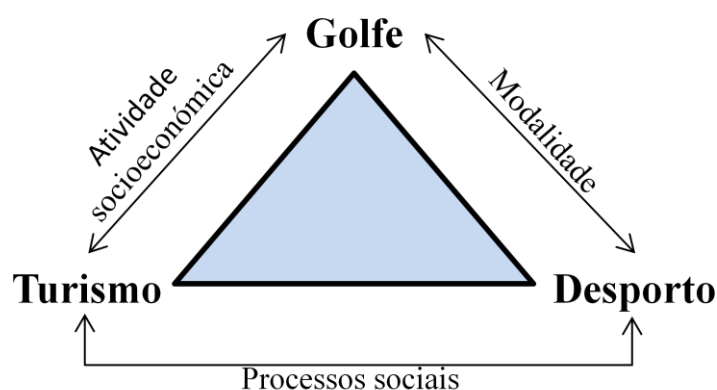 Golfe
Atividade
socioeconómica
Modalidade
Turismo
Desporto
Processos sociais